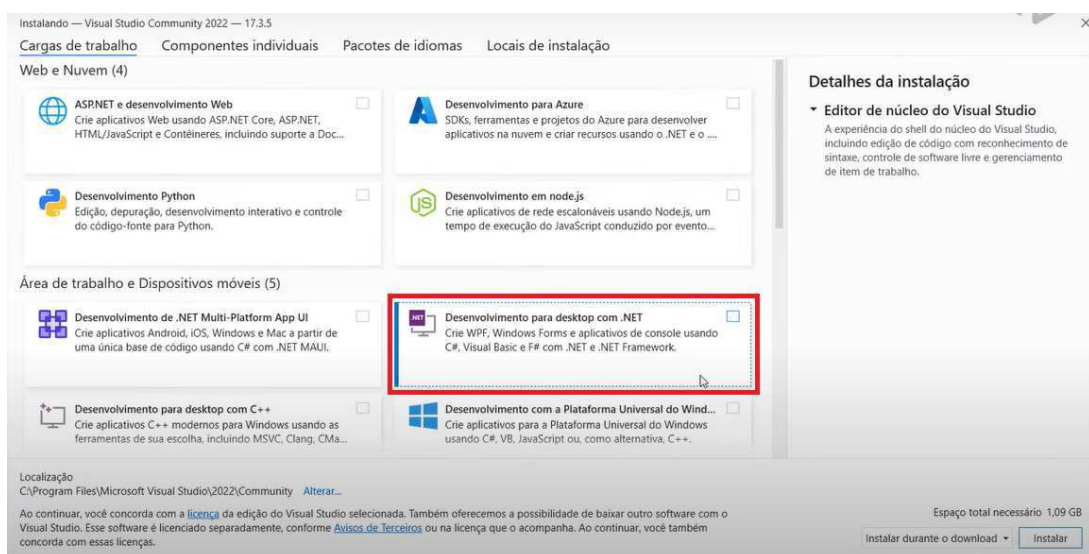 Instalando — Visual Studio Community 2022 — 17.3.5
Cargas de trabalho Componentes individuais Pacotes de idiomas Locais de instalação
Web e Nuvem (4)
ASP.NET e desenvolvimento Web
Crie aplicativos Web usando ASP.NET Core, ASP.NET,
HTML/JavaScript e Contêineres, incluindo suporte a Doc...
Desenvolvimento para Azure
SDKs, ferramentas e projetos do Azure para desenvolver
aplicativos na nuvem e criar recursos usando o .NET e o ....
Desenvolvimento Python
Edição, depuração, desenvolvimento interativo e controle
do código-fonte para Python.
JS
Desenvolvimento em node.js
Crie aplicativos de rede escalonáveis usando Node.js, um
tempo de execução do JavaScript conduzido por evento...
Área de trabalho e Dispositivos móveis (5)
Desenvolvimento de .NET Multi-Platform App UI
Crie aplicativos Android, iOS, Windows e Mac a partir de
uma única base de código usando C# com .NET MAUI.
.NET
Desenvolvimento para desktop com .NET
Crie WPF, Windows Forms e aplicativos de console usando
C#, Visual Basic e F# com .NET e .NET Framework.
Desenvolvimento para desktop com C++
Crie aplicativos C++ modernos para Windows usando as
ferramentas de sua escolha, incluindo MSVC, Clang, CMa...
Desenvolvimento com a Plataforma Universal do Wind...
Crie aplicativos para a Plataforma Universal do Windows
usando C#, VB, JavaScript ou, como alternativa, C++.
Detalhes da instalação
Editor de núcleo do Visual Studio
A experiência do shell do núcleo do Visual Studio,
incluindo edição de código com reconhecimento de
sintaxe, controle de software livre e gerenciamento
de item de trabalho.
Localização
C:\Program Files\Microsoft Visual Studio\2022\Community Alterar...
Ao continuar, você concorda com a licença da edição do Visual Studio selecionada. Também oferecemos a possibilidade de baixar outro software com o
Visual Studio. Esse software é licenciado separadamente, conforme Avisos de Terceiros ou na licença que o acompanha. Ao continuar, você também
concorda com essas licenças.
Espaço total necessário 1,09 GB
Instalar durante o download Instalar